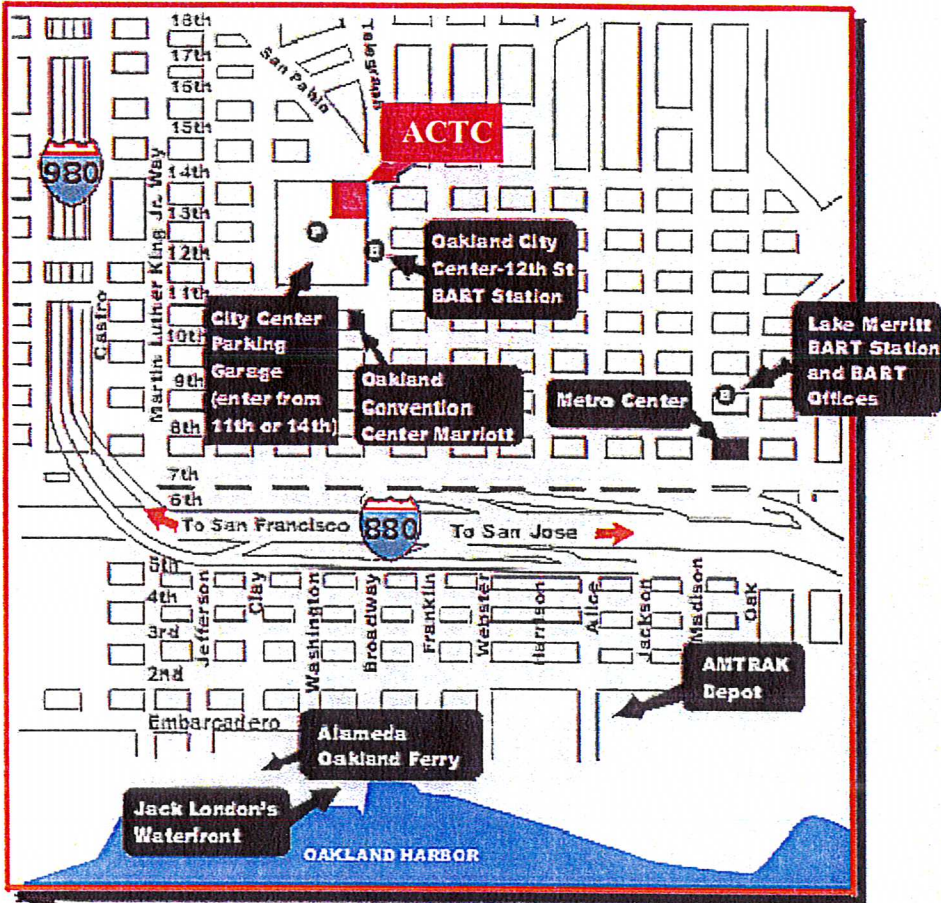 18th
17th
16th
15th
14th
13th
12th
11th
10th
9th
8th
7th
6th
5th
4th
3rd
2nd
San Pablo
Telegraph
ACTC
980
Martin Luther King Jr. Way
Castro
P
B
Oakland City
Center-12th St
BART Station
City Center
Parking
Garage
(enter from
11th or 14th)
Oakland
Convention
Center Marriott
Metro Center
B
Lake Merritt
BART Station
and BART
Offices
To San Francisco
880
To San Jose
Jefferson
Clay
Washington
Broadway
Franklin
Webster
Harrison
Alice
Jackson
Madison
Oak
AMTRAK
Depot
Embarcadero
Alameda
Oakland Ferry
Jack London's
Waterfront
OAKLAND HARBOR